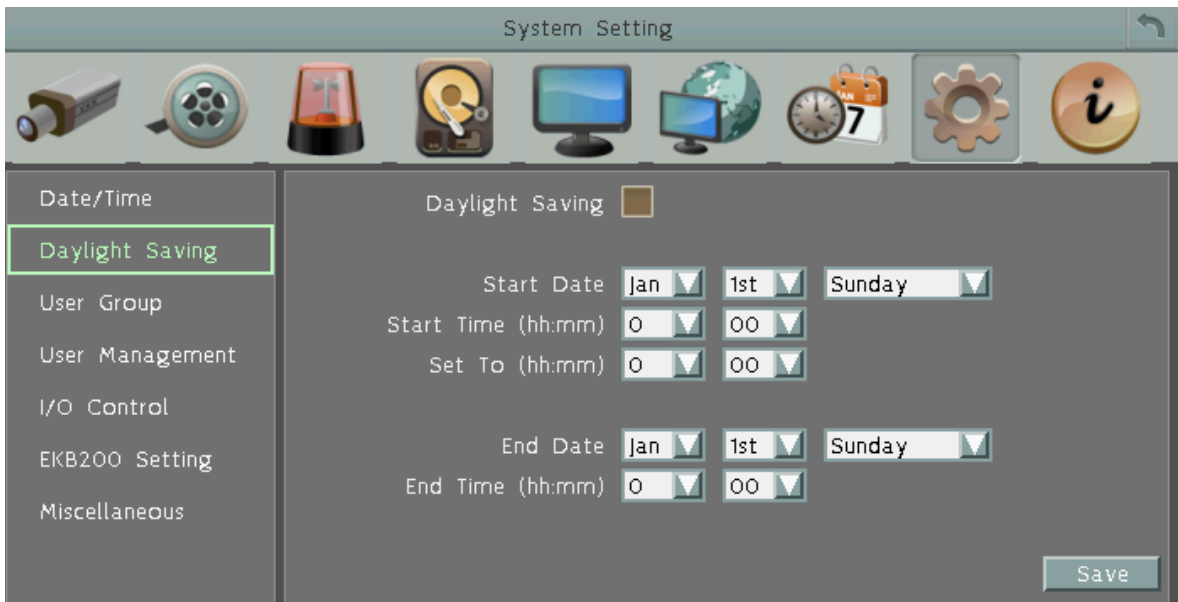 System Setting
JAN
7
i
Date/Time
Daylight Saving
User Group
User Management
I/O Control
EKB200 Setting
Miscellaneous
Daylight Saving
Start Date Jan 1st Sunday
Start Time (hh:mm) 0 00
Set To (hh:mm) 0 00
End Date Jan 1st Sunday
End Time (hh:mm) 0 00
Save